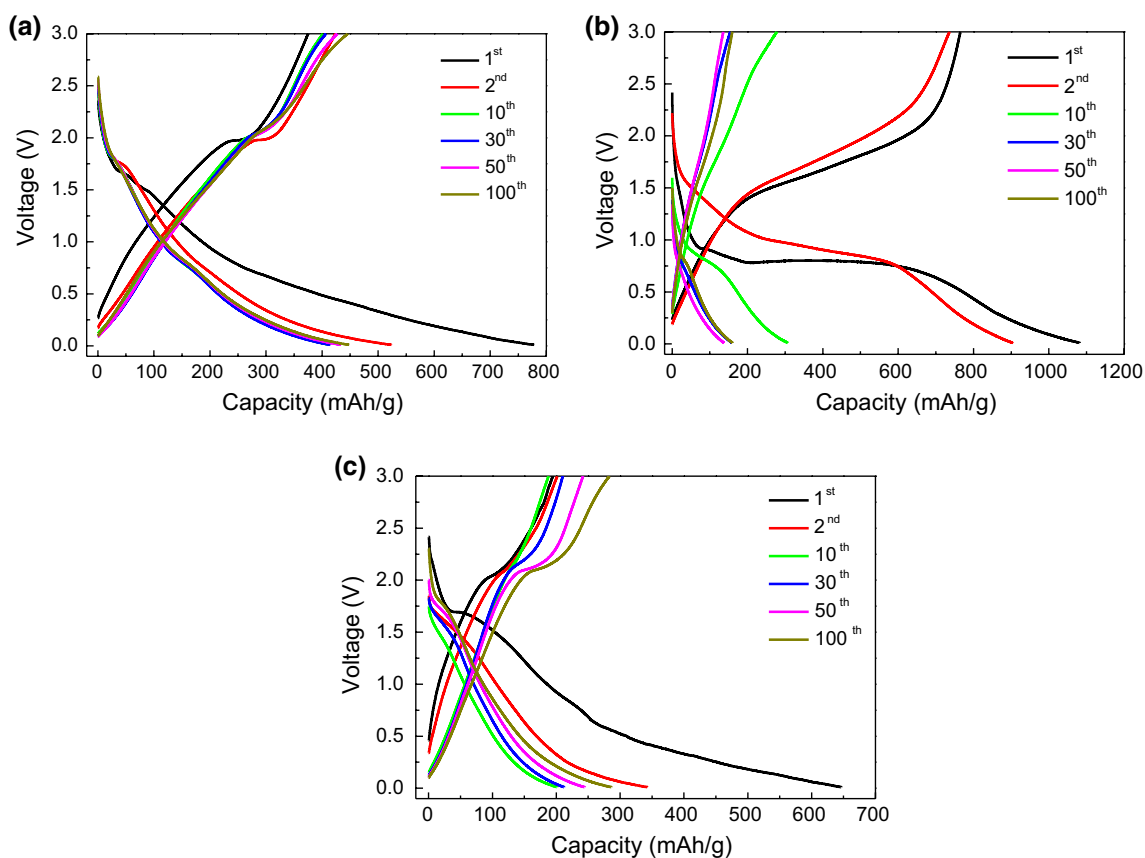 (a)
3.0
2.5
2.0
1.5
1.0
0.5
0.0
Voltage (V)
0 100 200 300 400 500 600 700 800
Capacity (mAh/g)
1st
2nd
10th
30th
50th
100th
(b)
3.0
2.5
2.0
1.5
1.0
0.5
0.0
Voltage (V)
0 200 400 600 800 1000 1200
Capacity (mAh/g)
1st
2nd
10th
30th
50th
100th
(c)
3.0
2.5
2.0
1.5
1.0
0.5
0.0
Voltage (V)
0 100 200 300 400 500 600 700
Capacity (mAh/g)
1st
2nd
10th
30th
50th
100th